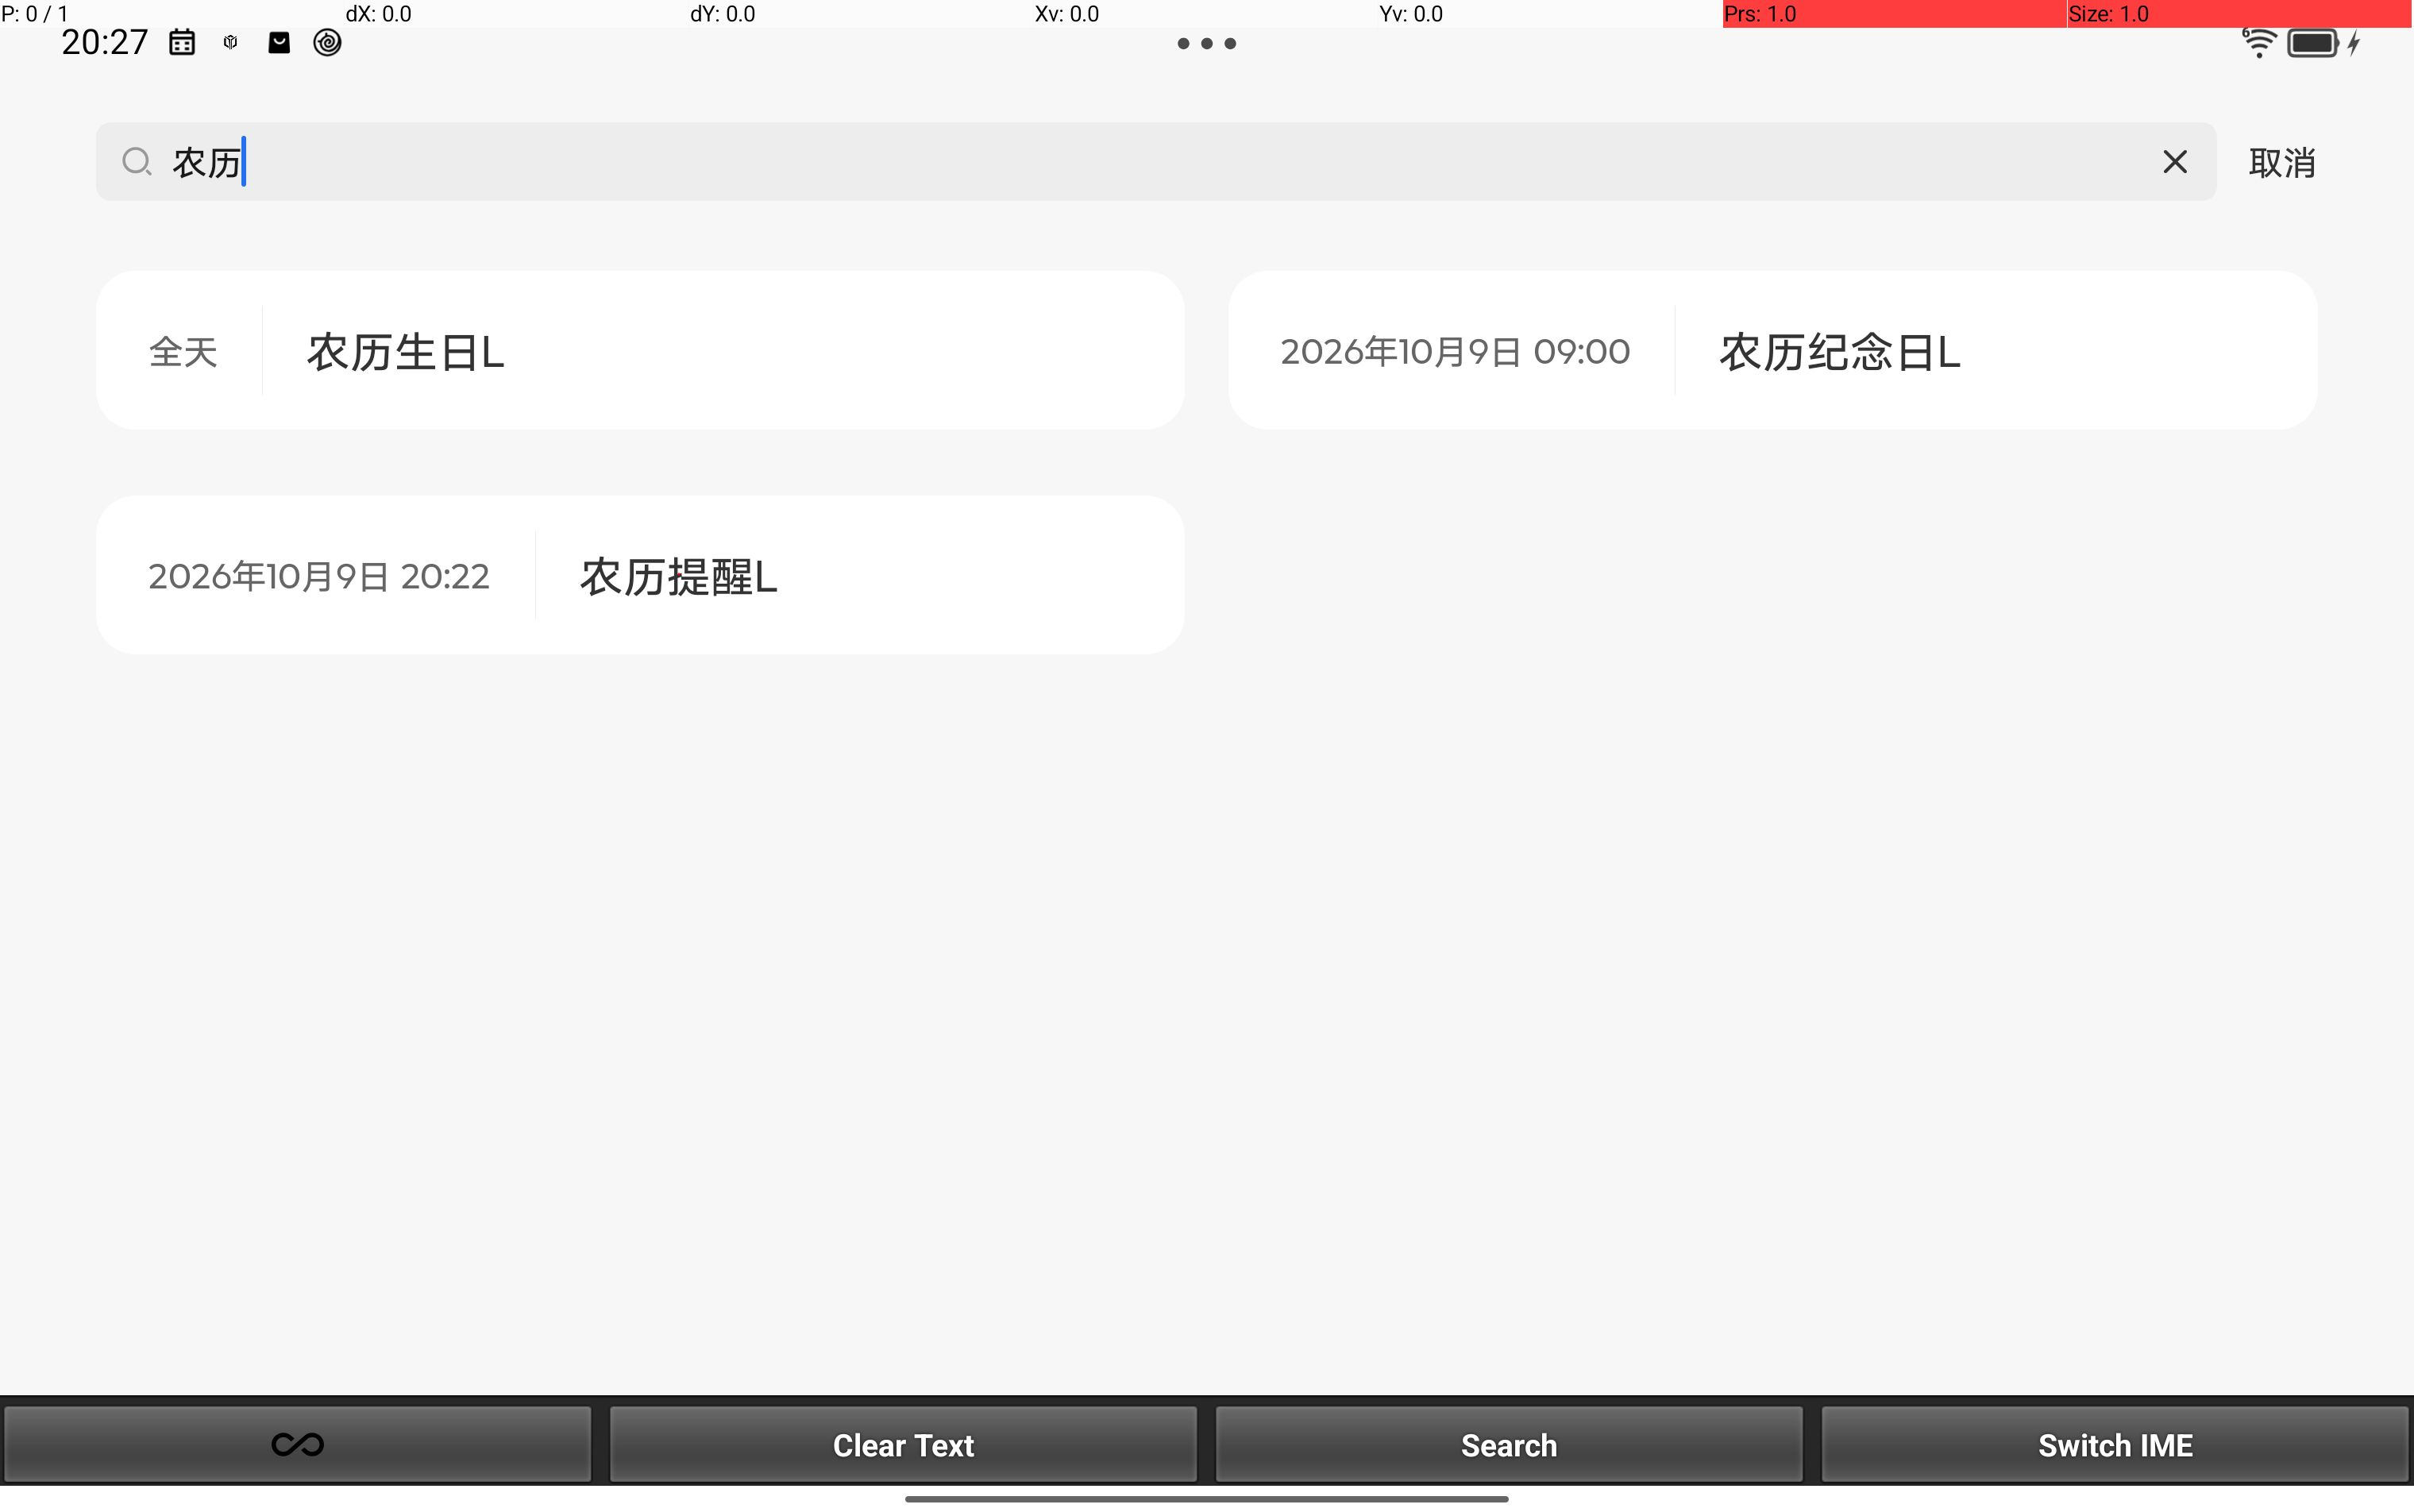 P: 0 / 1 dX: 0.0 dY: 0.0 Xv: 0.0 Yv: 0.0 Prs: 1.0 Size: 1.0
20:27
6
农历 取消
全天 农历生日L
2026年10月9日 09:00 农历纪念日L
2026年10月9日 20:22 农历提醒L
Clear Text Search Switch IME